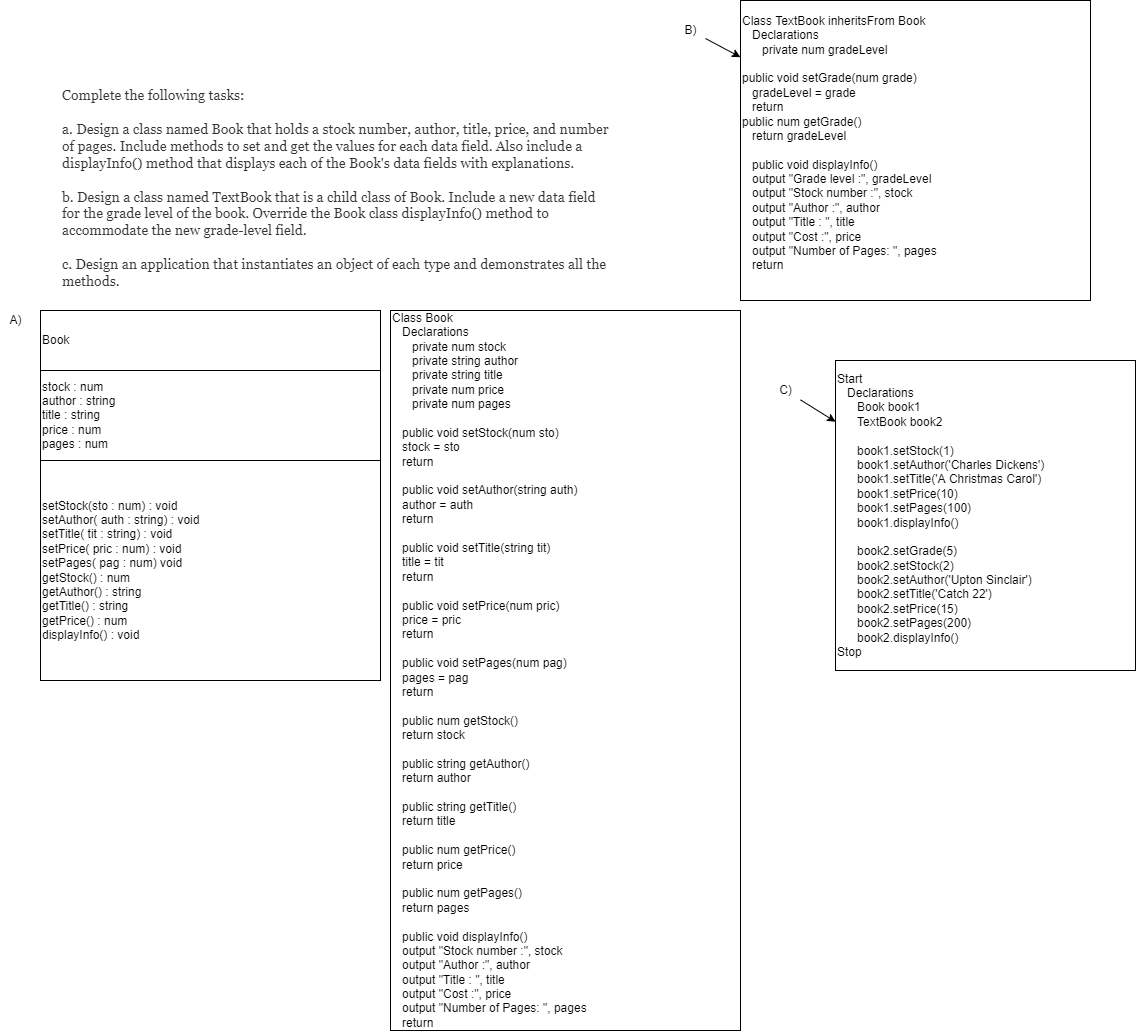 Complete the following tasks:
a. Design a class named Book that holds a stock number, author, title, price, and number
of pages. Include methods to set and get the values for each data field. Also include a
displayInfo() method that displays each of the Book's data fields with explanations.
b. Design a class named TextBook that is a child class of Book. Include a new data field
for the grade level of the book. Override the Book class displayInfo() method to
accommodate the new grade-level field.
c. Design an application that instantiates an object of each type and demonstrates all the
methods.
A)
Book
stock : num
author : string
title : string
price : num
pages : num
setStock(sto : num) : void
setAuthor( auth : string) : void
setTitle( tit : string) : void
setPrice( pric : num) : void
setPages( pag : num) void
getStock() : num
getAuthor() : string
getTitle() : string
getPrice() : num
displayInfo() : void
Class Book
Declarations
private num stock
private string author
private string title
private num price
private num pages
public void setStock(num sto)
stock = sto
return
public void setAuthor(string auth)
author = auth
return
public void setTitle(string tit)
title = tit
return
public void setPrice(num pric)
price = pric
return
public void setPages(num pag)
pages = pag
return
public num getStock()
return stock
public string getAuthor()
return author
public string getTitle()
return title
public num getPrice()
return price
public num getPages()
return pages
public void displayInfo()
output "Stock number :", stock
output "Author :", author
output "Title : ", title
output "Cost :", price
output "Number of Pages: ", pages
return
B)
Class TextBook inheritsFrom Book
Declarations
private num gradeLevel
public void setGrade(num grade)
gradeLevel = grade
return
public num getGrade()
return gradeLevel
public void displayInfo()
output "Grade level :", gradeLevel
output "Stock number :", stock
output "Author :", author
output "Title : ", title
output "Cost :", price
output "Number of Pages: ", pages
return
C)
Start
Declarations
Book book1
TextBook book2
book1.setStock(1)
book1.setAuthor('Charles Dickens')
book1.setTitle('A Christmas Carol')
book1.setPrice(10)
book1.setPages(100)
book1.displayInfo()
book2.setGrade(5)
book2.setStock(2)
book2.setAuthor('Upton Sinclair')
book2.setTitle('Catch 22')
book2.setPrice(15)
book2.setPages(200)
book2.displayInfo()
Stop